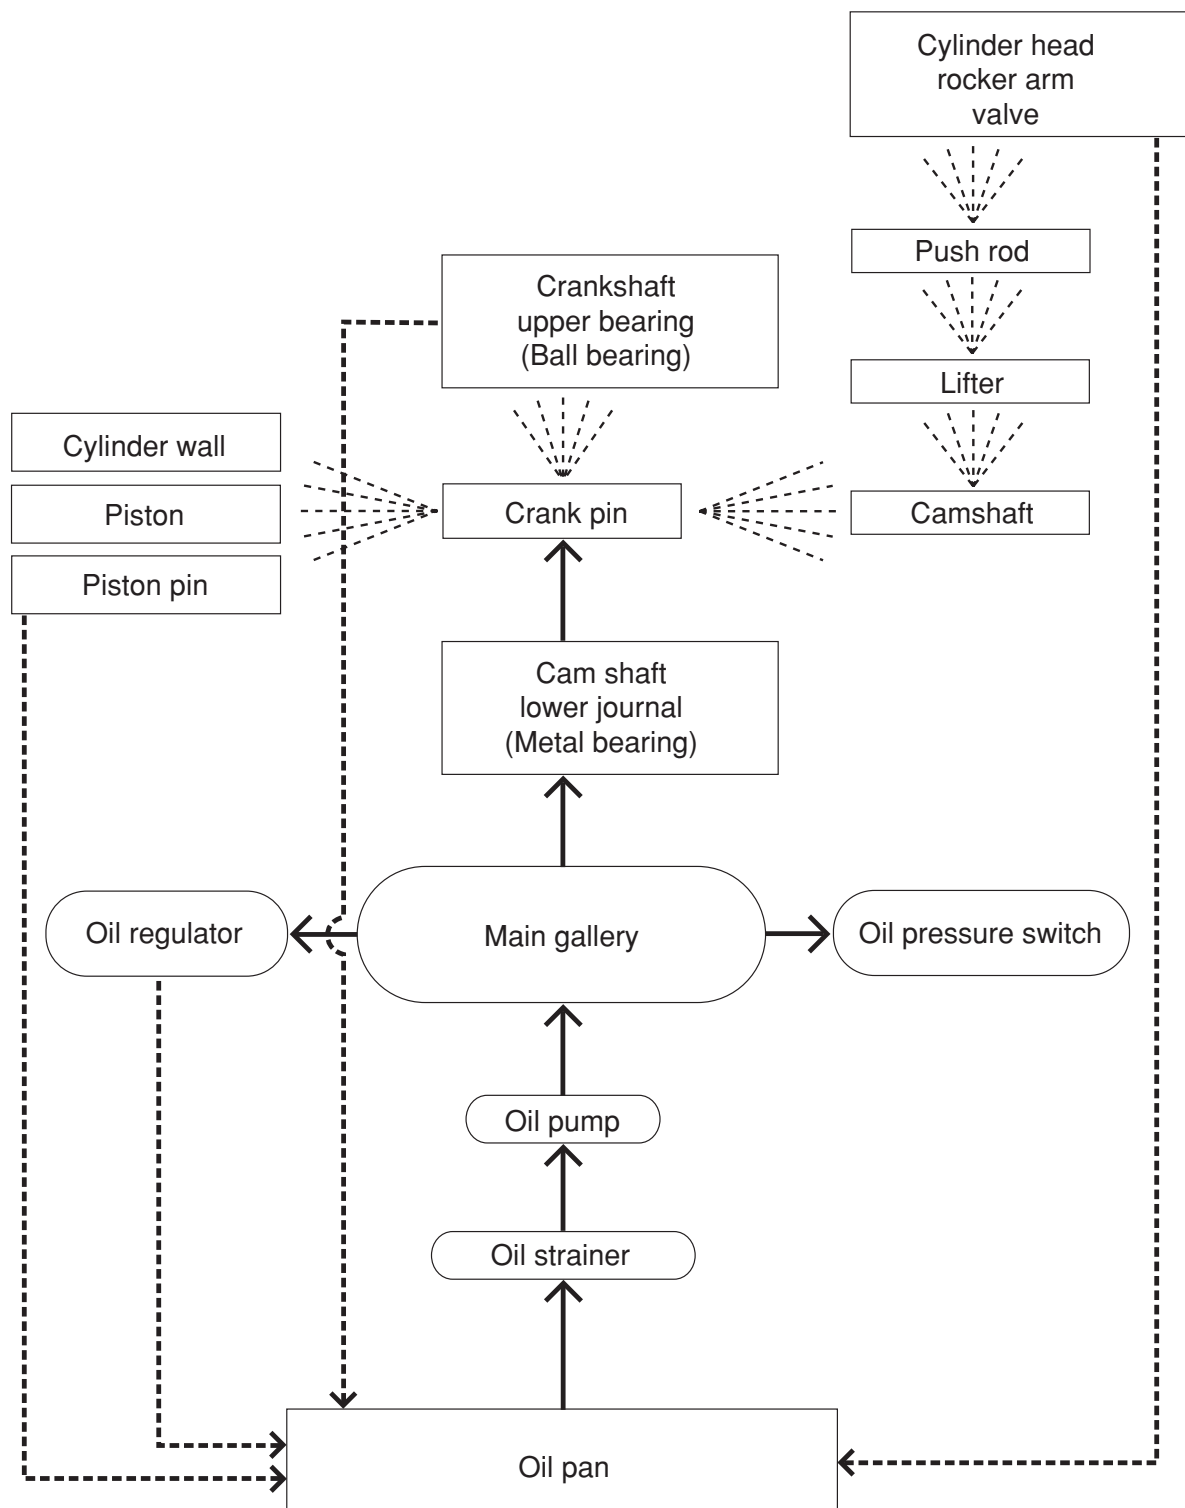 Cylinder head
rocker arm
valve
Push rod
Crankshaft
upper bearing
(Ball bearing)
Lifter
Cylinder wall
Piston
Crank pin
Camshaft
Piston pin
Cam shaft
lower journal
(Metal bearing)
Oil regulator
Main gallery
Oil pressure switch
Oil pump
Oil strainer
Oil pan